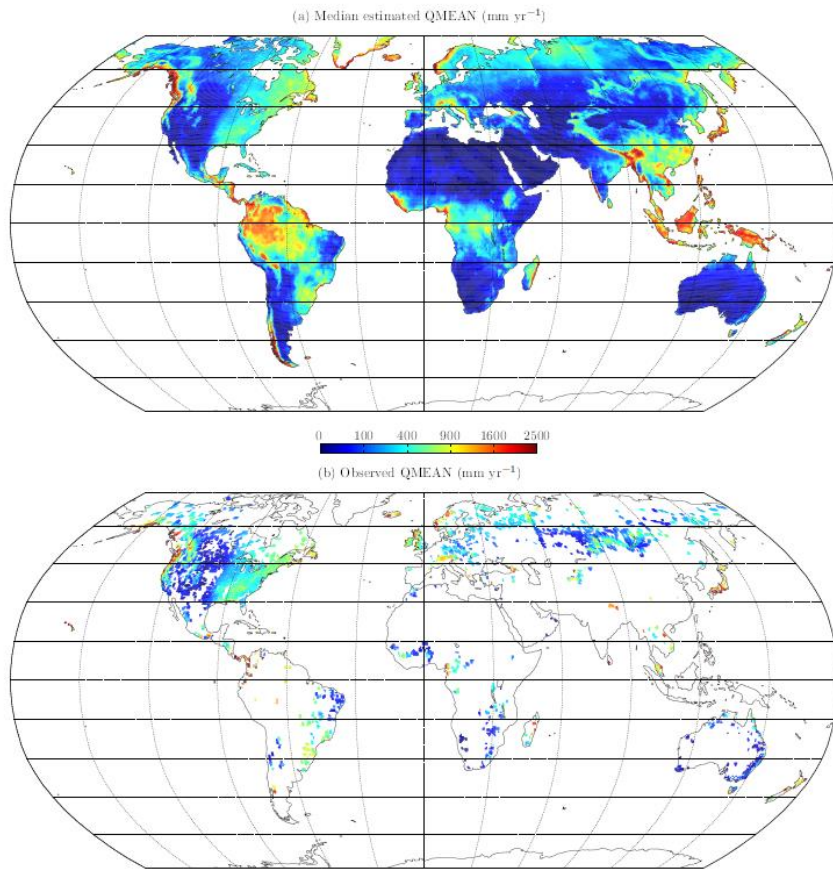 (a) Median estimated QMEAN (mm yr⁻¹)
0 100 400 900 1600 2500
(b) Observed QMEAN (mm yr⁻¹)